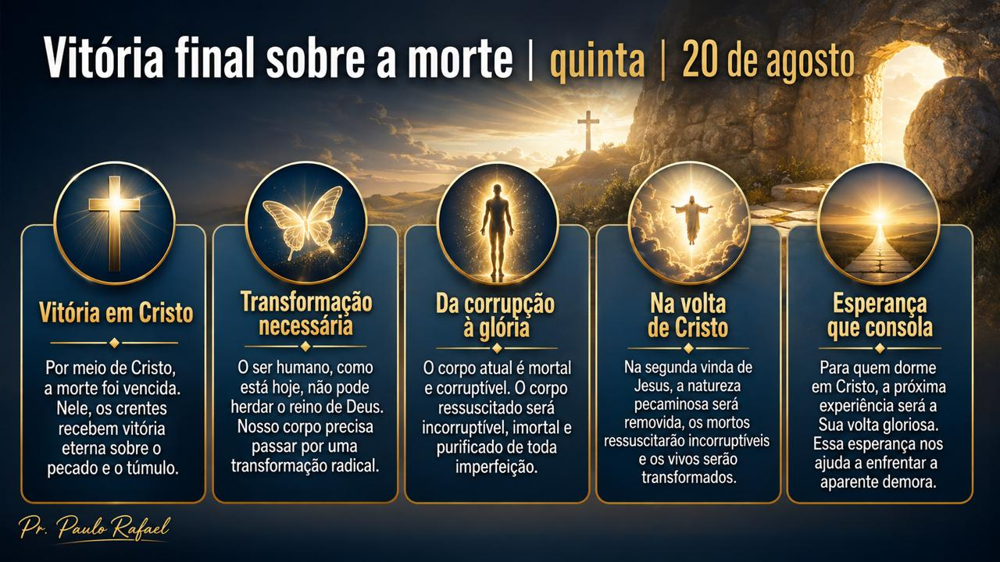 Vitória final sobre a morte | quinta | 20 de agosto
Vitória em Cristo
Por meio de Cristo,
a morte foi vencida.
Nele, os crentes
recebem vitória
eterna sobre o
pecado e o túmulo.
Transformação
necessária
O ser humano, como
está hoje, não pode
herdar o reino de Deus.
Nosso corpo precisa
passar por uma
transformação radical.
Da corrupção
à glória
O corpo atual é mortal
e corruptível. O corpo
ressuscitado será
incorruptível, imortal e
purificado de toda
imperfeição.
Na volta
de Cristo
Na segunda vinda de
Jesus, a natureza
pecaminosa será
removida, os mortos
ressuscitarão incorruptíveis
e os vivos serão
transformados.
Esperança
que consola
Para quem dorme
em Cristo, a próxima
experiência será a
Sua volta gloriosa.
Essa esperança nos
ajuda a enfrentar a
aparente demora.
Pr. Paulo Rafael